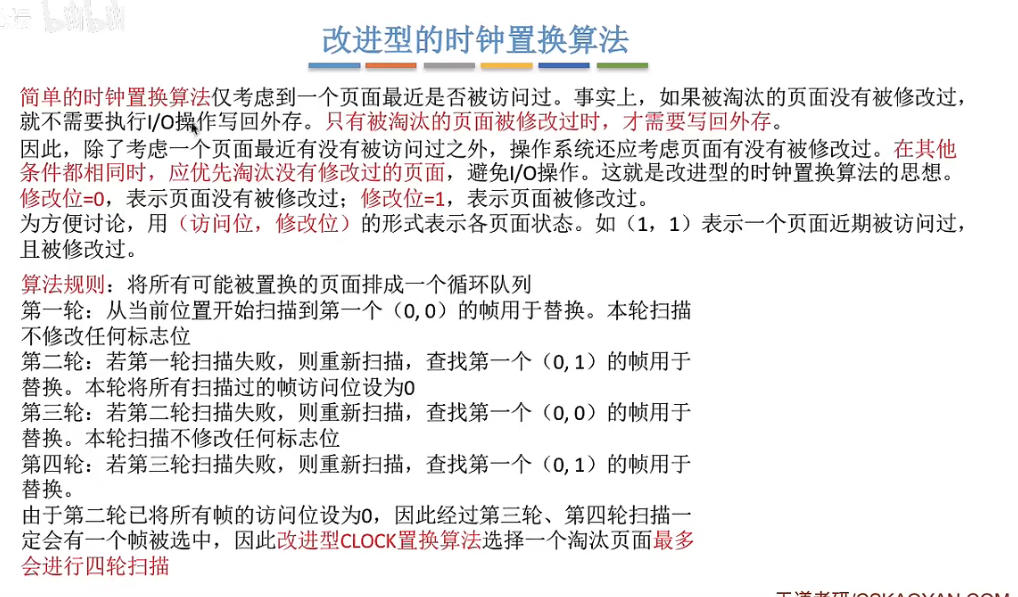 改进型的时钟置换算法
简单的时钟置换算法仅考虑到一个页面最近是否被访问过。事实上，如果被淘汰的页面没有被修改过，
就不需要执行I/O操作写回外存。只有被淘汰的页面被修改过时，才需要写回外存。
因此，除了考虑一个页面最近有没有被访问过之外，操作系统还应考虑页面有没有被修改过。在其他
条件都相同时，应优先淘汰没有修改过的页面，避免I/O操作。这就是改进型的时钟置换算法的思想。
修改位=0，表示页面没有被修改过；修改位=1，表示页面被修改过。
为方便讨论，用（访问位，修改位）的形式表示各页面状态。如（1，1）表示一个页面近期被访问过，
且被修改过。
算法规则：将所有可能被置换的页面排成一个循环队列
第一轮：从当前位置开始扫描到第一个（0, 0）的帧用于替换。本轮扫描
不修改任何标志位
第二轮：若第一轮扫描失败，则重新扫描，查找第一个（0, 1）的帧用于
替换。本轮将所有扫描过的帧访问位设为0
第三轮：若第二轮扫描失败，则重新扫描，查找第一个（0, 0）的帧用于
替换。本轮扫描不修改任何标志位
第四轮：若第三轮扫描失败，则重新扫描，查找第一个（0, 1）的帧用于
替换。
由于第二轮已将所有帧的访问位设为0，因此经过第三轮、第四轮扫描一
定会有一个帧被选中，因此改进型CLOCK置换算法选择一个淘汰页面最多
会进行四轮扫描
王道考研/CSKAOYAN.COM